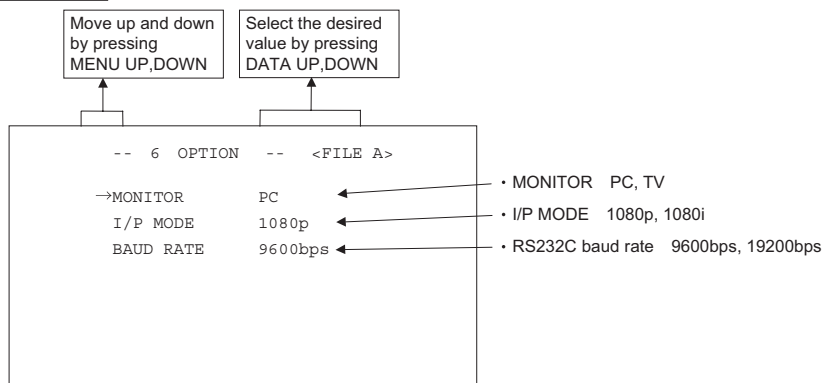 Move up and down
by pressing
MENU UP,DOWN
Select the desired
value by pressing
DATA UP,DOWN
-- 6 OPTION -- <FILE A>
→MONITOR PC
I/P MODE 1080p
BAUD RATE 9600bps
・MONITOR PC, TV
・I/P MODE 1080p, 1080i
・RS232C baud rate 9600bps, 19200bps